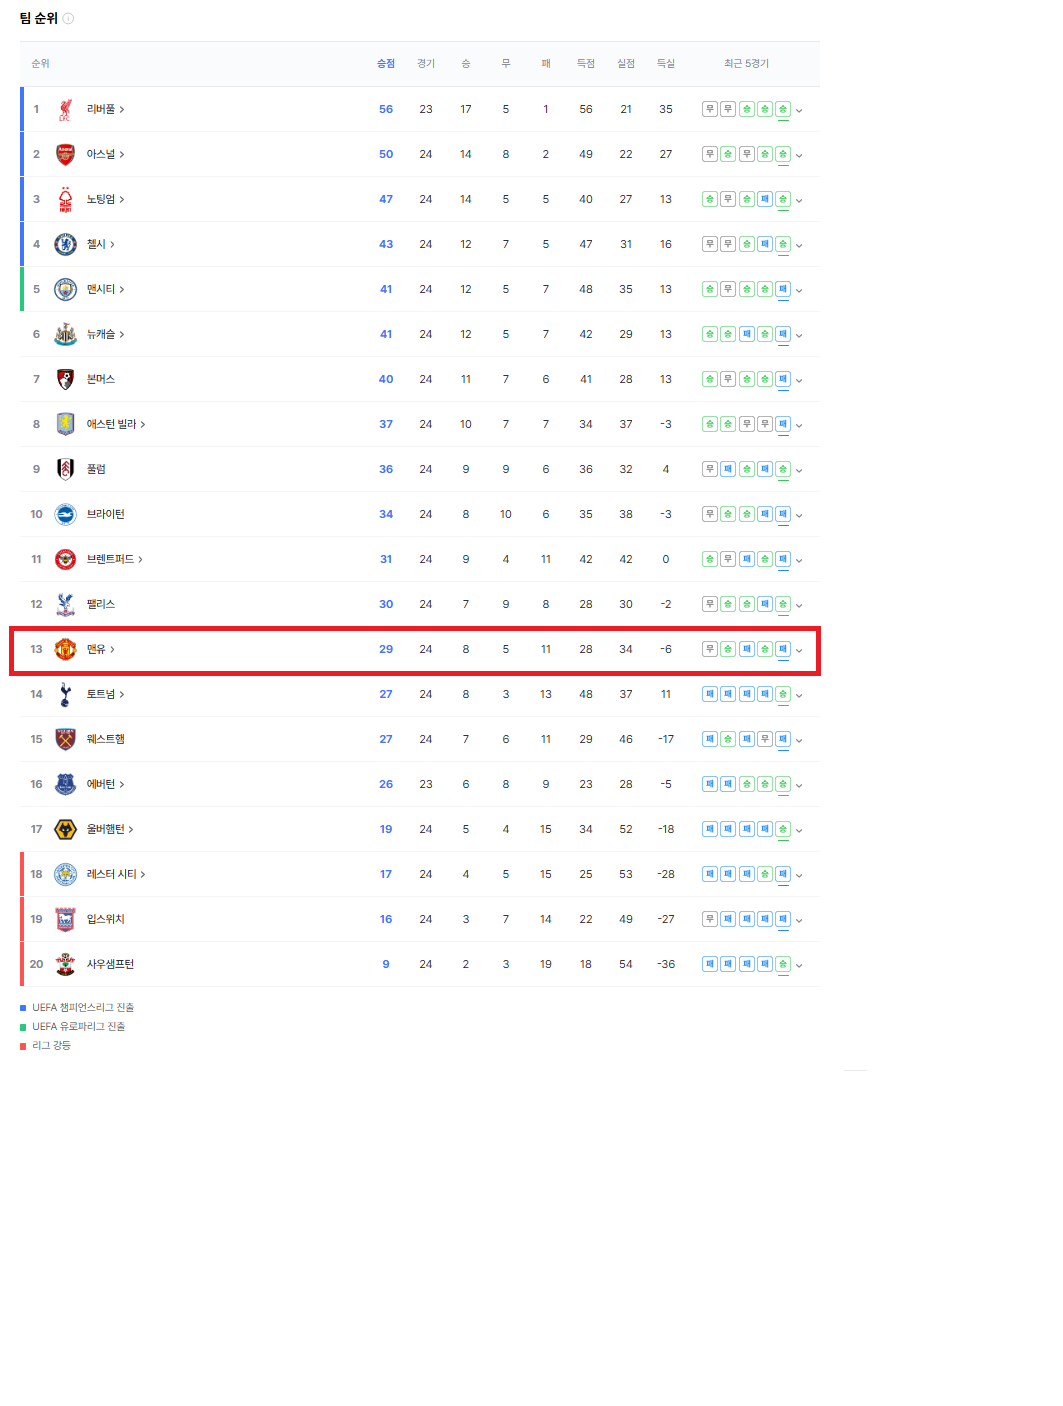 팀 순위
순위 승점 경기 승 무 패 득점 실점 득실 최근 5경기
1 리버풀 56 23 17 5 1 56 21 35 무 무 승 승 승
2 아스널 50 24 14 8 2 49 22 27 무 승 무 승 승
3 노팅엄 47 24 14 5 5 40 27 13 승 무 승 패 승
4 첼시 43 24 12 7 5 47 31 16 무 무 승 패 승
5 맨시티 41 24 12 5 7 48 35 13 승 무 승 승 패
6 뉴캐슬 41 24 12 5 7 42 29 13 승 승 패 승 패
7 본머스 40 24 11 7 6 41 28 13 승 무 승 승 패
8 애스턴 빌라 37 24 10 7 7 34 37 -3 승 승 무 무 패
9 풀럼 36 24 9 9 6 36 32 4 무 패 승 패 승
10 브라이턴 34 24 8 10 6 35 38 -3 무 승 승 패 패
11 브렌트퍼드 31 24 9 4 11 42 42 0 승 무 패 승 패
12 팰리스 30 24 7 9 8 28 30 -2 무 승 승 패 승
13 맨유 29 24 8 5 11 28 34 -6 무 승 패 승 패
14 토트넘 27 24 8 3 13 48 37 11 패 패 패 패 승
15 웨스트햄 27 24 7 6 11 29 46 -17 패 승 패 무 패
16 에버턴 26 23 6 8 9 23 28 -5 패 패 승 승 승
17 울버햄턴 19 24 5 4 15 34 52 -18 패 패 패 패 승
18 레스터 시티 17 24 4 5 15 25 53 -28 패 패 패 승 패
19 입스위치 16 24 3 7 14 22 49 -27 무 패 패 패 패
20 사우샘프턴 9 24 2 3 19 18 54 -36 패 패 패 패 승
UEFA 챔피언스리그 진출
UEFA 유로파리그 진출
리그 강등